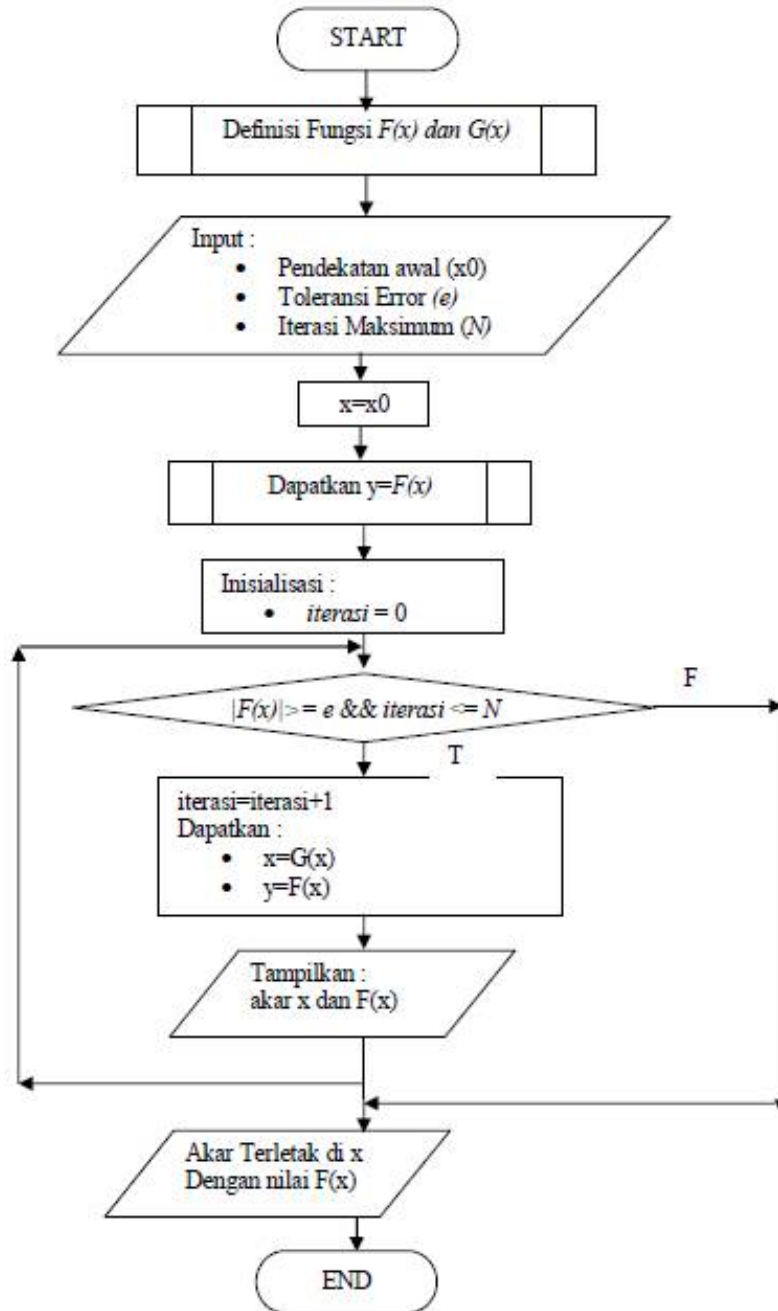 START
Definisi Fungsi F(x) dan G(x)
Input :
• Pendekatan awal (x0)
• Toleransi Error (e)
• Iterasi Maksimum (N)
x=x0
Dapatkan y=F(x)
Inisialisasi :
• iterasi = 0
|F(x)|>= e && iterasi <= N
F
T
iterasi=iterasi+1
Dapatkan :
• x=G(x)
• y=F(x)
Tampilkan :
akar x dan F(x)
Akar Terletak di x
Dengan nilai F(x)
END